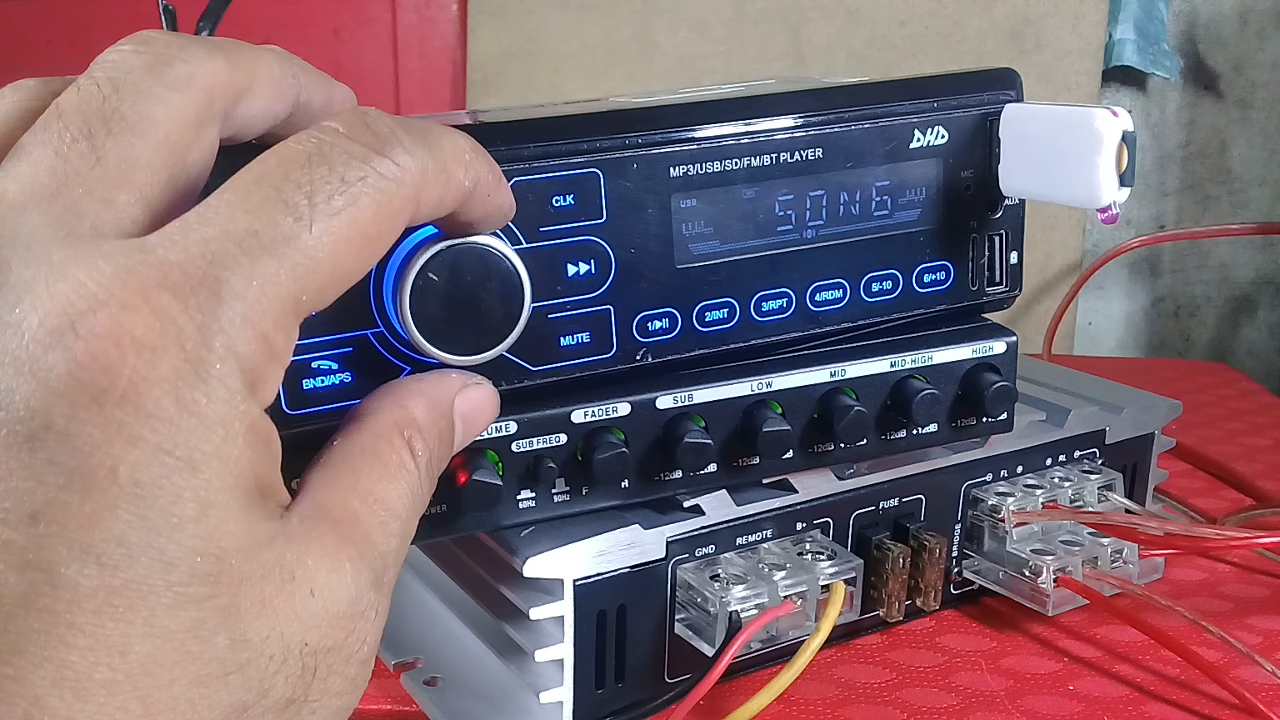 DHD
MP3/USB/SD/FM/BT PLAYER
MIC
AUX
USB
SONG
CLK
MUTE
BND/APS
1/▶II
2/INT
3/RPT
4/RDM
5/-10
6/+10
SUB FREQ.
FADER
SUB
LOW
MID
MID-HIGH
HIGH
60Hz
90Hz
F
R
-12dB
-12dB
-12dB
-12dB +12dB
GND
REMOTE
B+
FUSE
BRIDGE
FL
RL